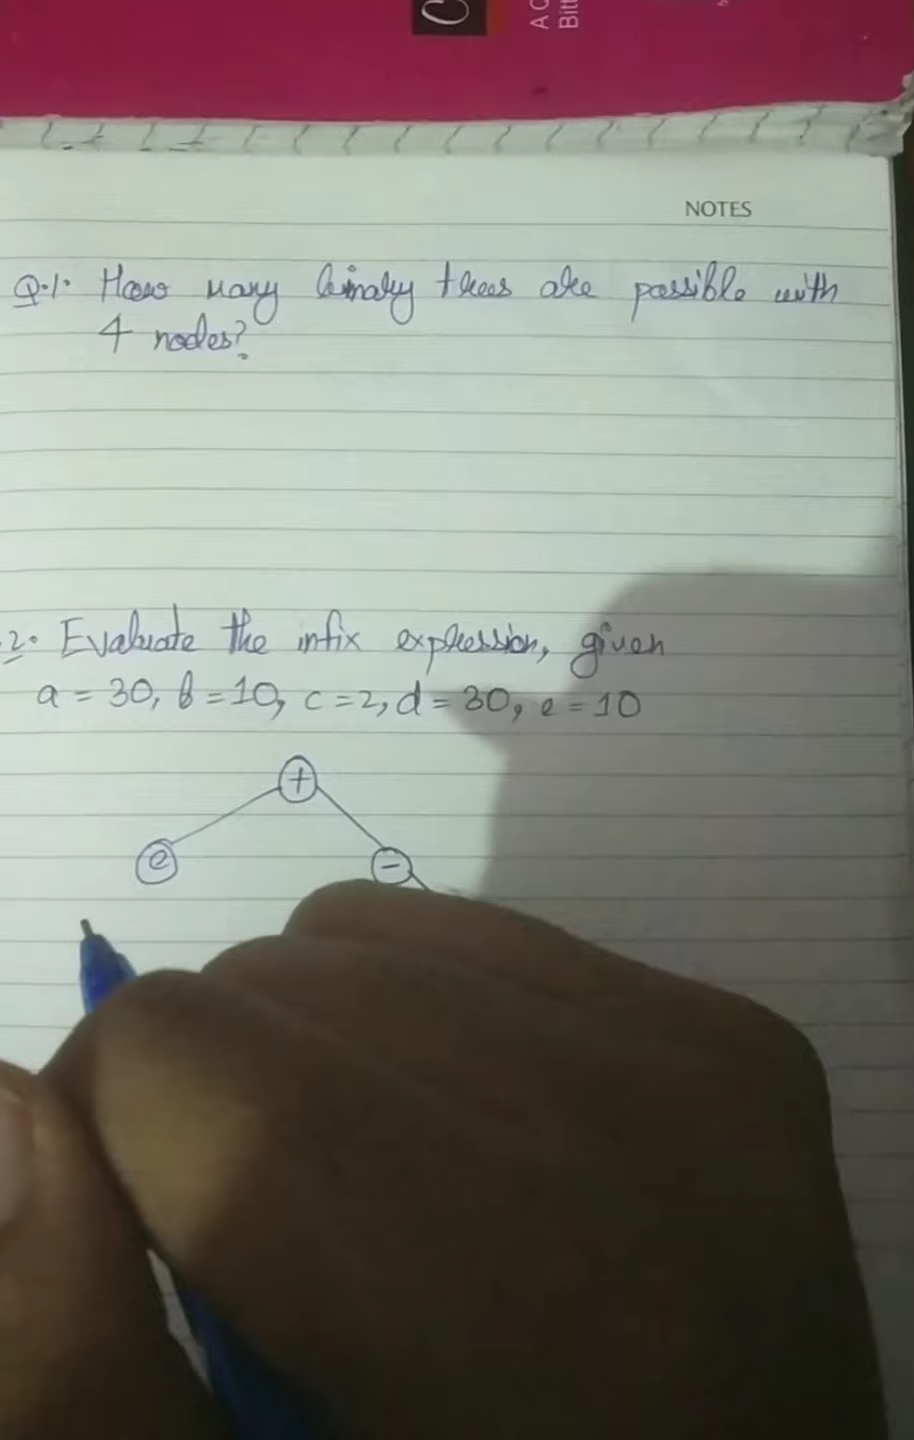 C
A C
Bitt
NOTES
Q.1. How many binary trees are possible with
4 nodes?
2. Evaluate the infix expression, given
a = 30, b = 10, c = 2, d = 30, e = 10
+
e
-